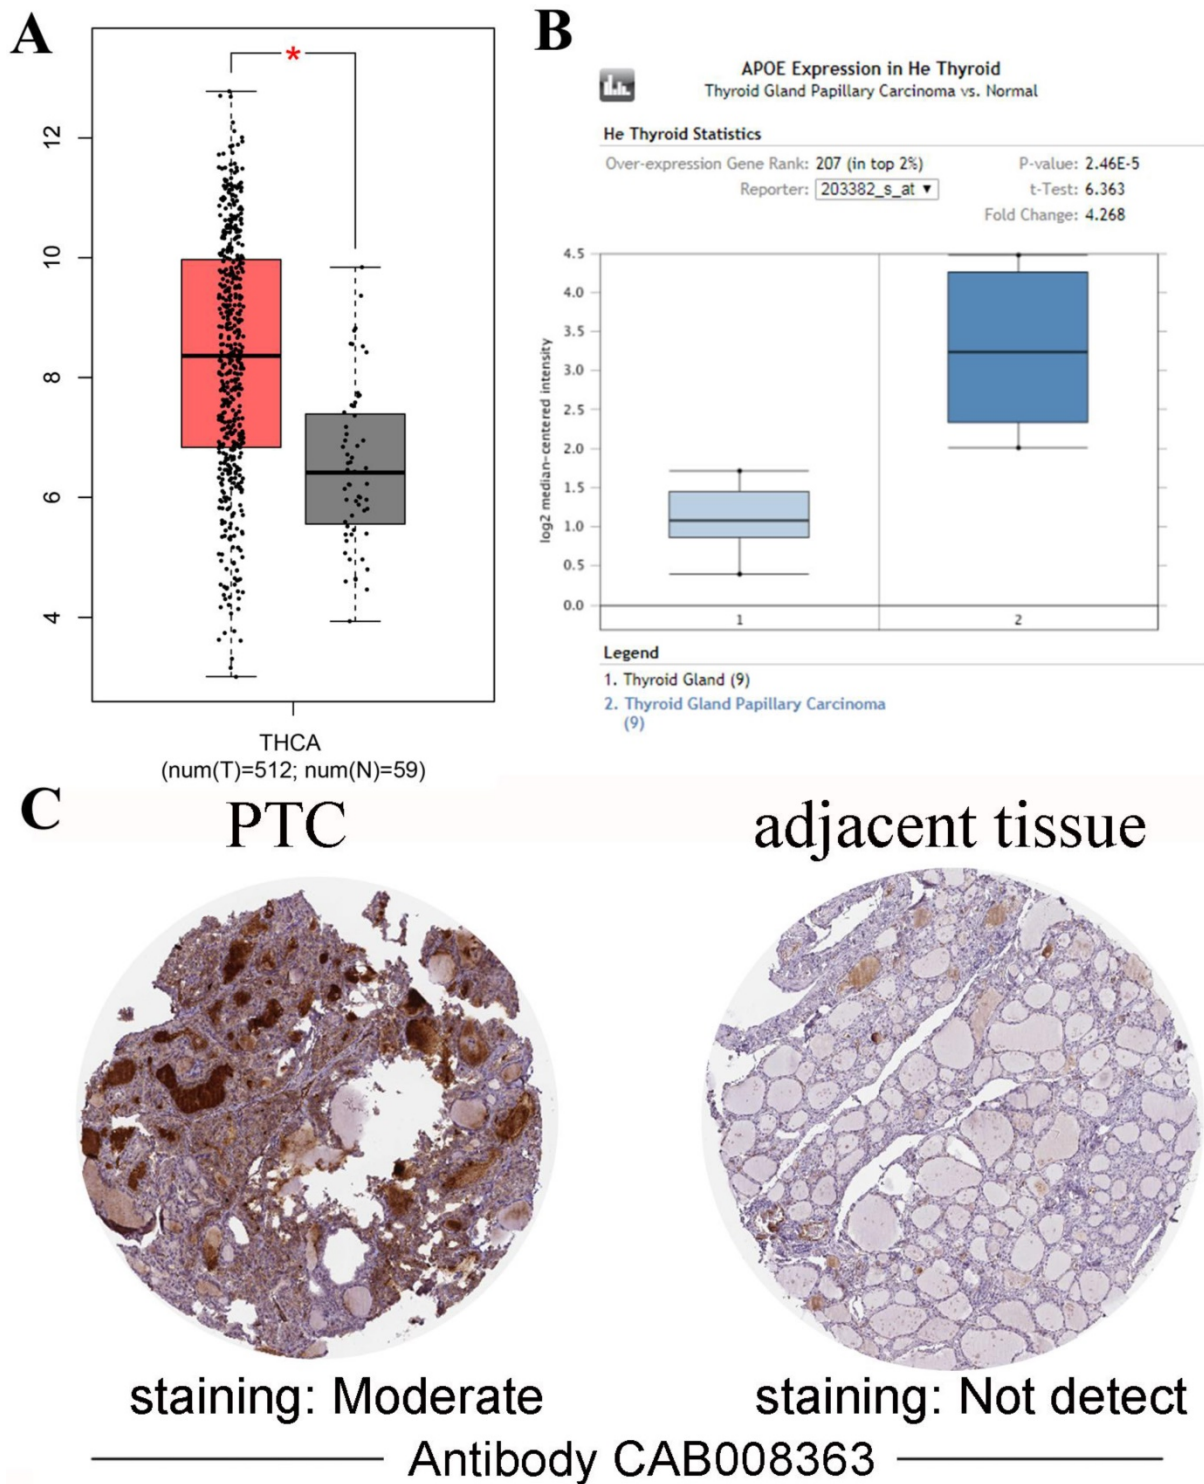 A
*
12
10
8
6
4
THCA
(num(T)=512; num(N)=59)
B
APOE Expression in He Thyroid
Thyroid Gland Papillary Carcinoma vs. Normal
He Thyroid Statistics
Over-expression Gene Rank: 207 (in top 2%) P-value: 2.46E-5
Reporter: 203382_s_at ▼ t-Test: 6.363
Fold Change: 4.268
log2 median-centered intensity
4.5
4.0
3.5
3.0
2.5
2.0
1.5
1.0
0.5
0.0
1 2
Legend
1. Thyroid Gland (9)
2. Thyroid Gland Papillary Carcinoma
(9)
C
PTC adjacent tissue
staining: Moderate staining: Not detect
Antibody CAB008363